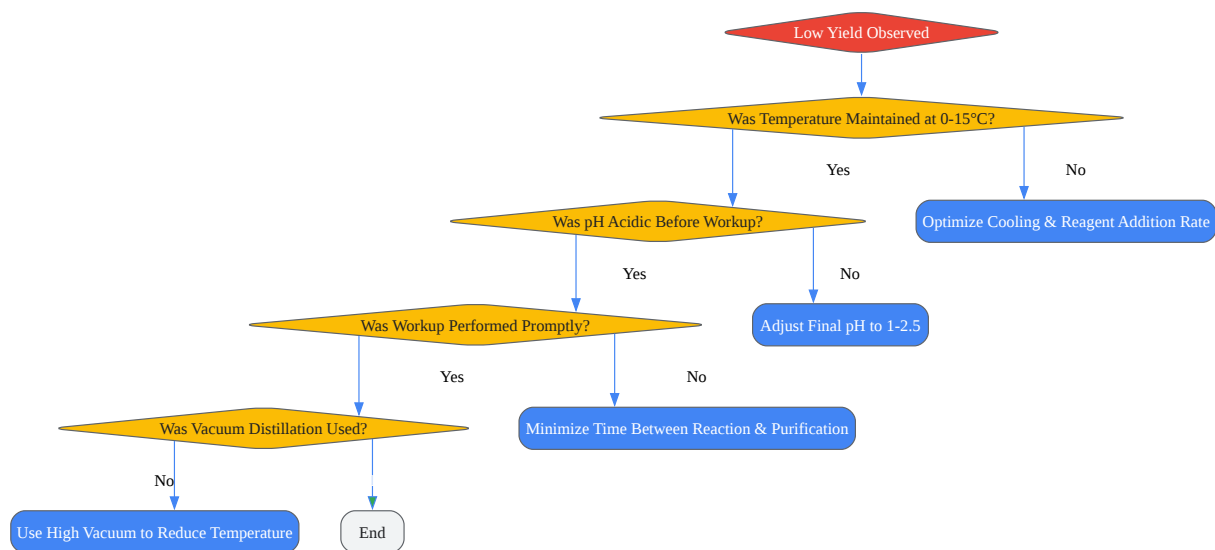 Low Yield Observed
Was Temperature Maintained at 0-15°C?
Yes
No
Was pH Acidic Before Workup?
Optimize Cooling & Reagent Addition Rate
Yes
No
Was Workup Performed Promptly?
Adjust Final pH to 1-2.5
Yes
No
Was Vacuum Distillation Used?
Minimize Time Between Reaction & Purification
No
Use High Vacuum to Reduce Temperature
End